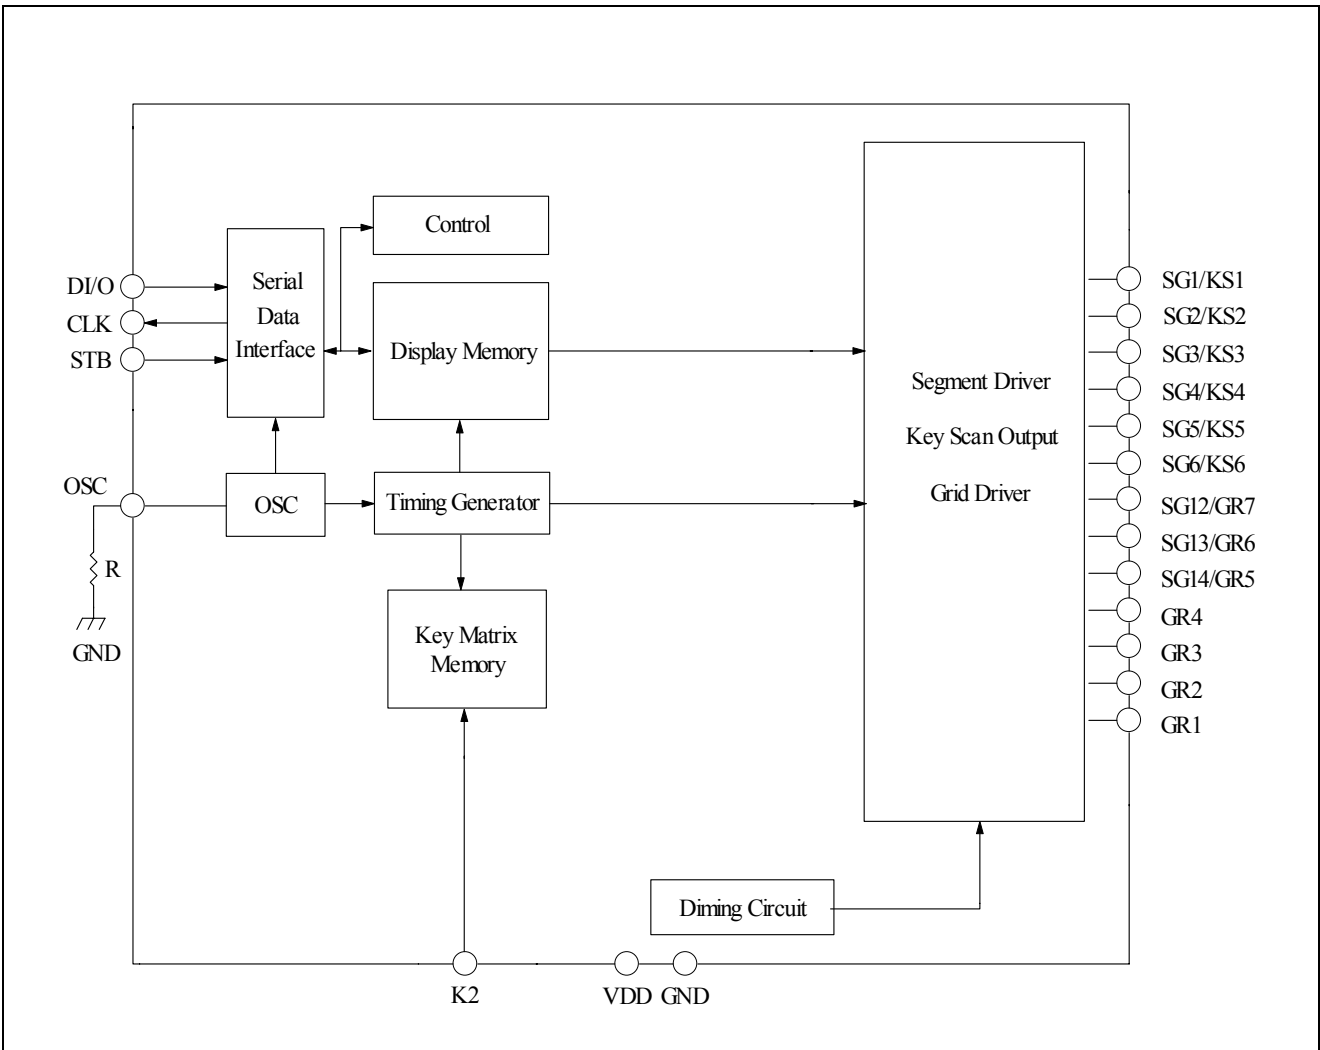 Control
Serial
Data
Interface
DI/O
CLK
STB
Display Memory
OSC
OSC
Timing Generator
R
GND
Key Matrix
Memory
Segment Driver
Key Scan Output
Grid Driver
SG1/KS1
SG2/KS2
SG3/KS3
SG4/KS4
SG5/KS5
SG6/KS6
SG12/GR7
SG13/GR6
SG14/GR5
GR4
GR3
GR2
GR1
Diming Circuit
K2
VDD
GND